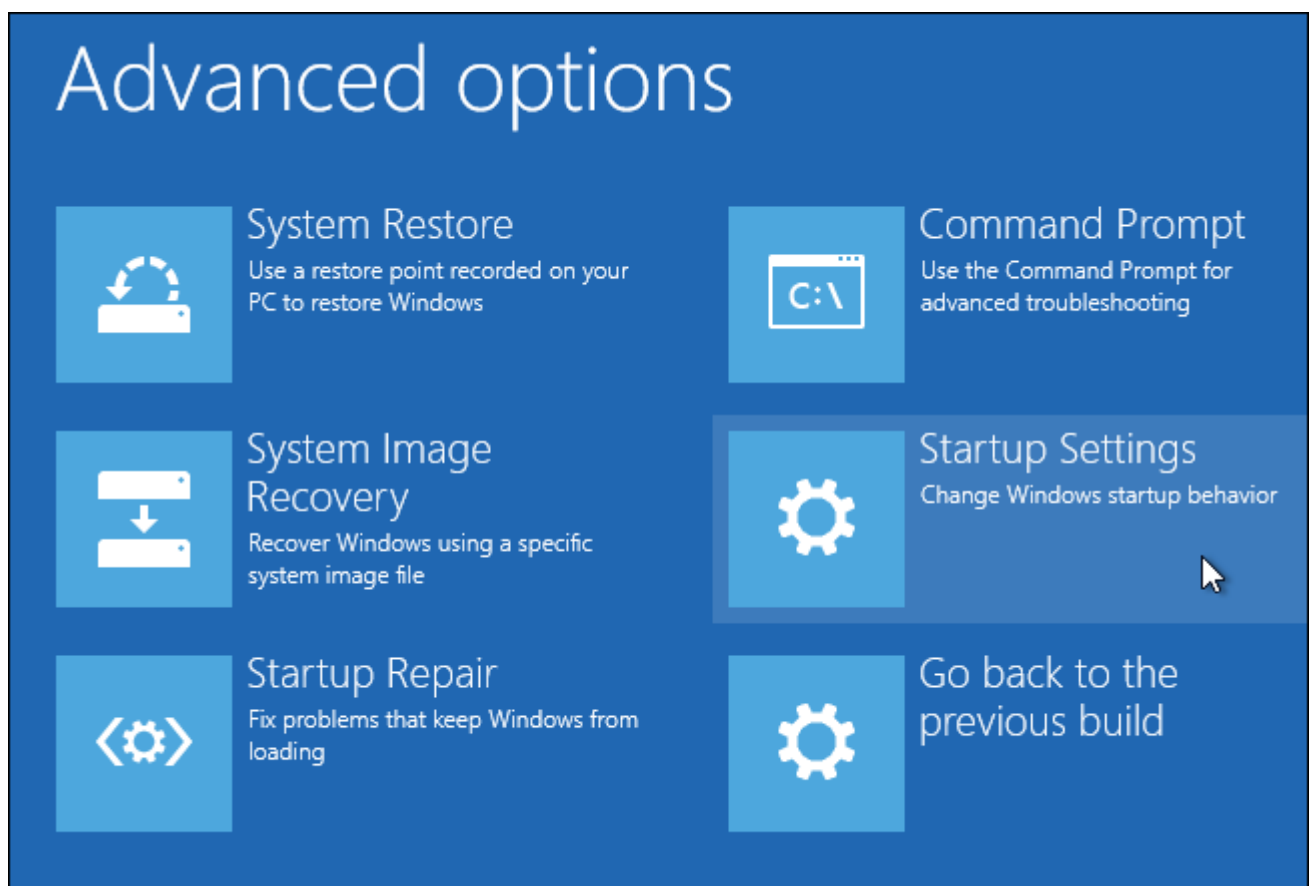 Advanced options
System Restore
Use a restore point recorded on your
PC to restore Windows
Command Prompt
Use the Command Prompt for
advanced troubleshooting
C:\
System Image
Recovery
Recover Windows using a specific
system image file
Startup Settings
Change Windows startup behavior
Startup Repair
Fix problems that keep Windows from
loading
Go back to the
previous build